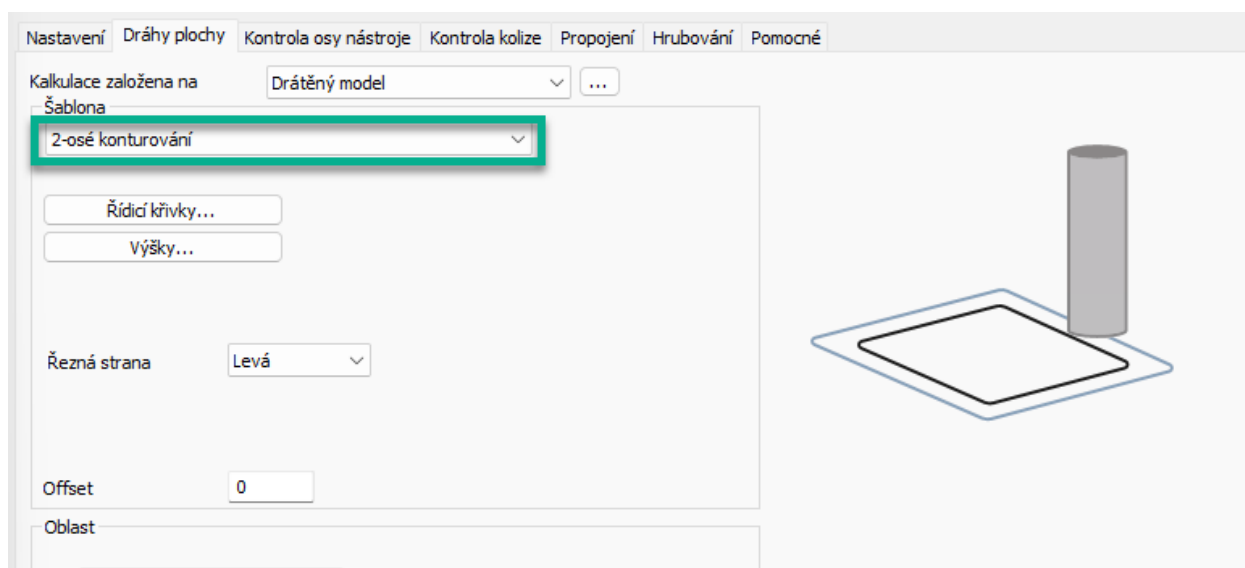 Nastavení Dráhy plochy Kontrola osy nástroje Kontrola kolize Propojení Hrubování Pomocné
Kalkulace založena na Drátěný model ...
Šablona
2-osé konturování
Řídicí křivky...
Výšky...
Řezná strana Levá
Offset 0
Oblast